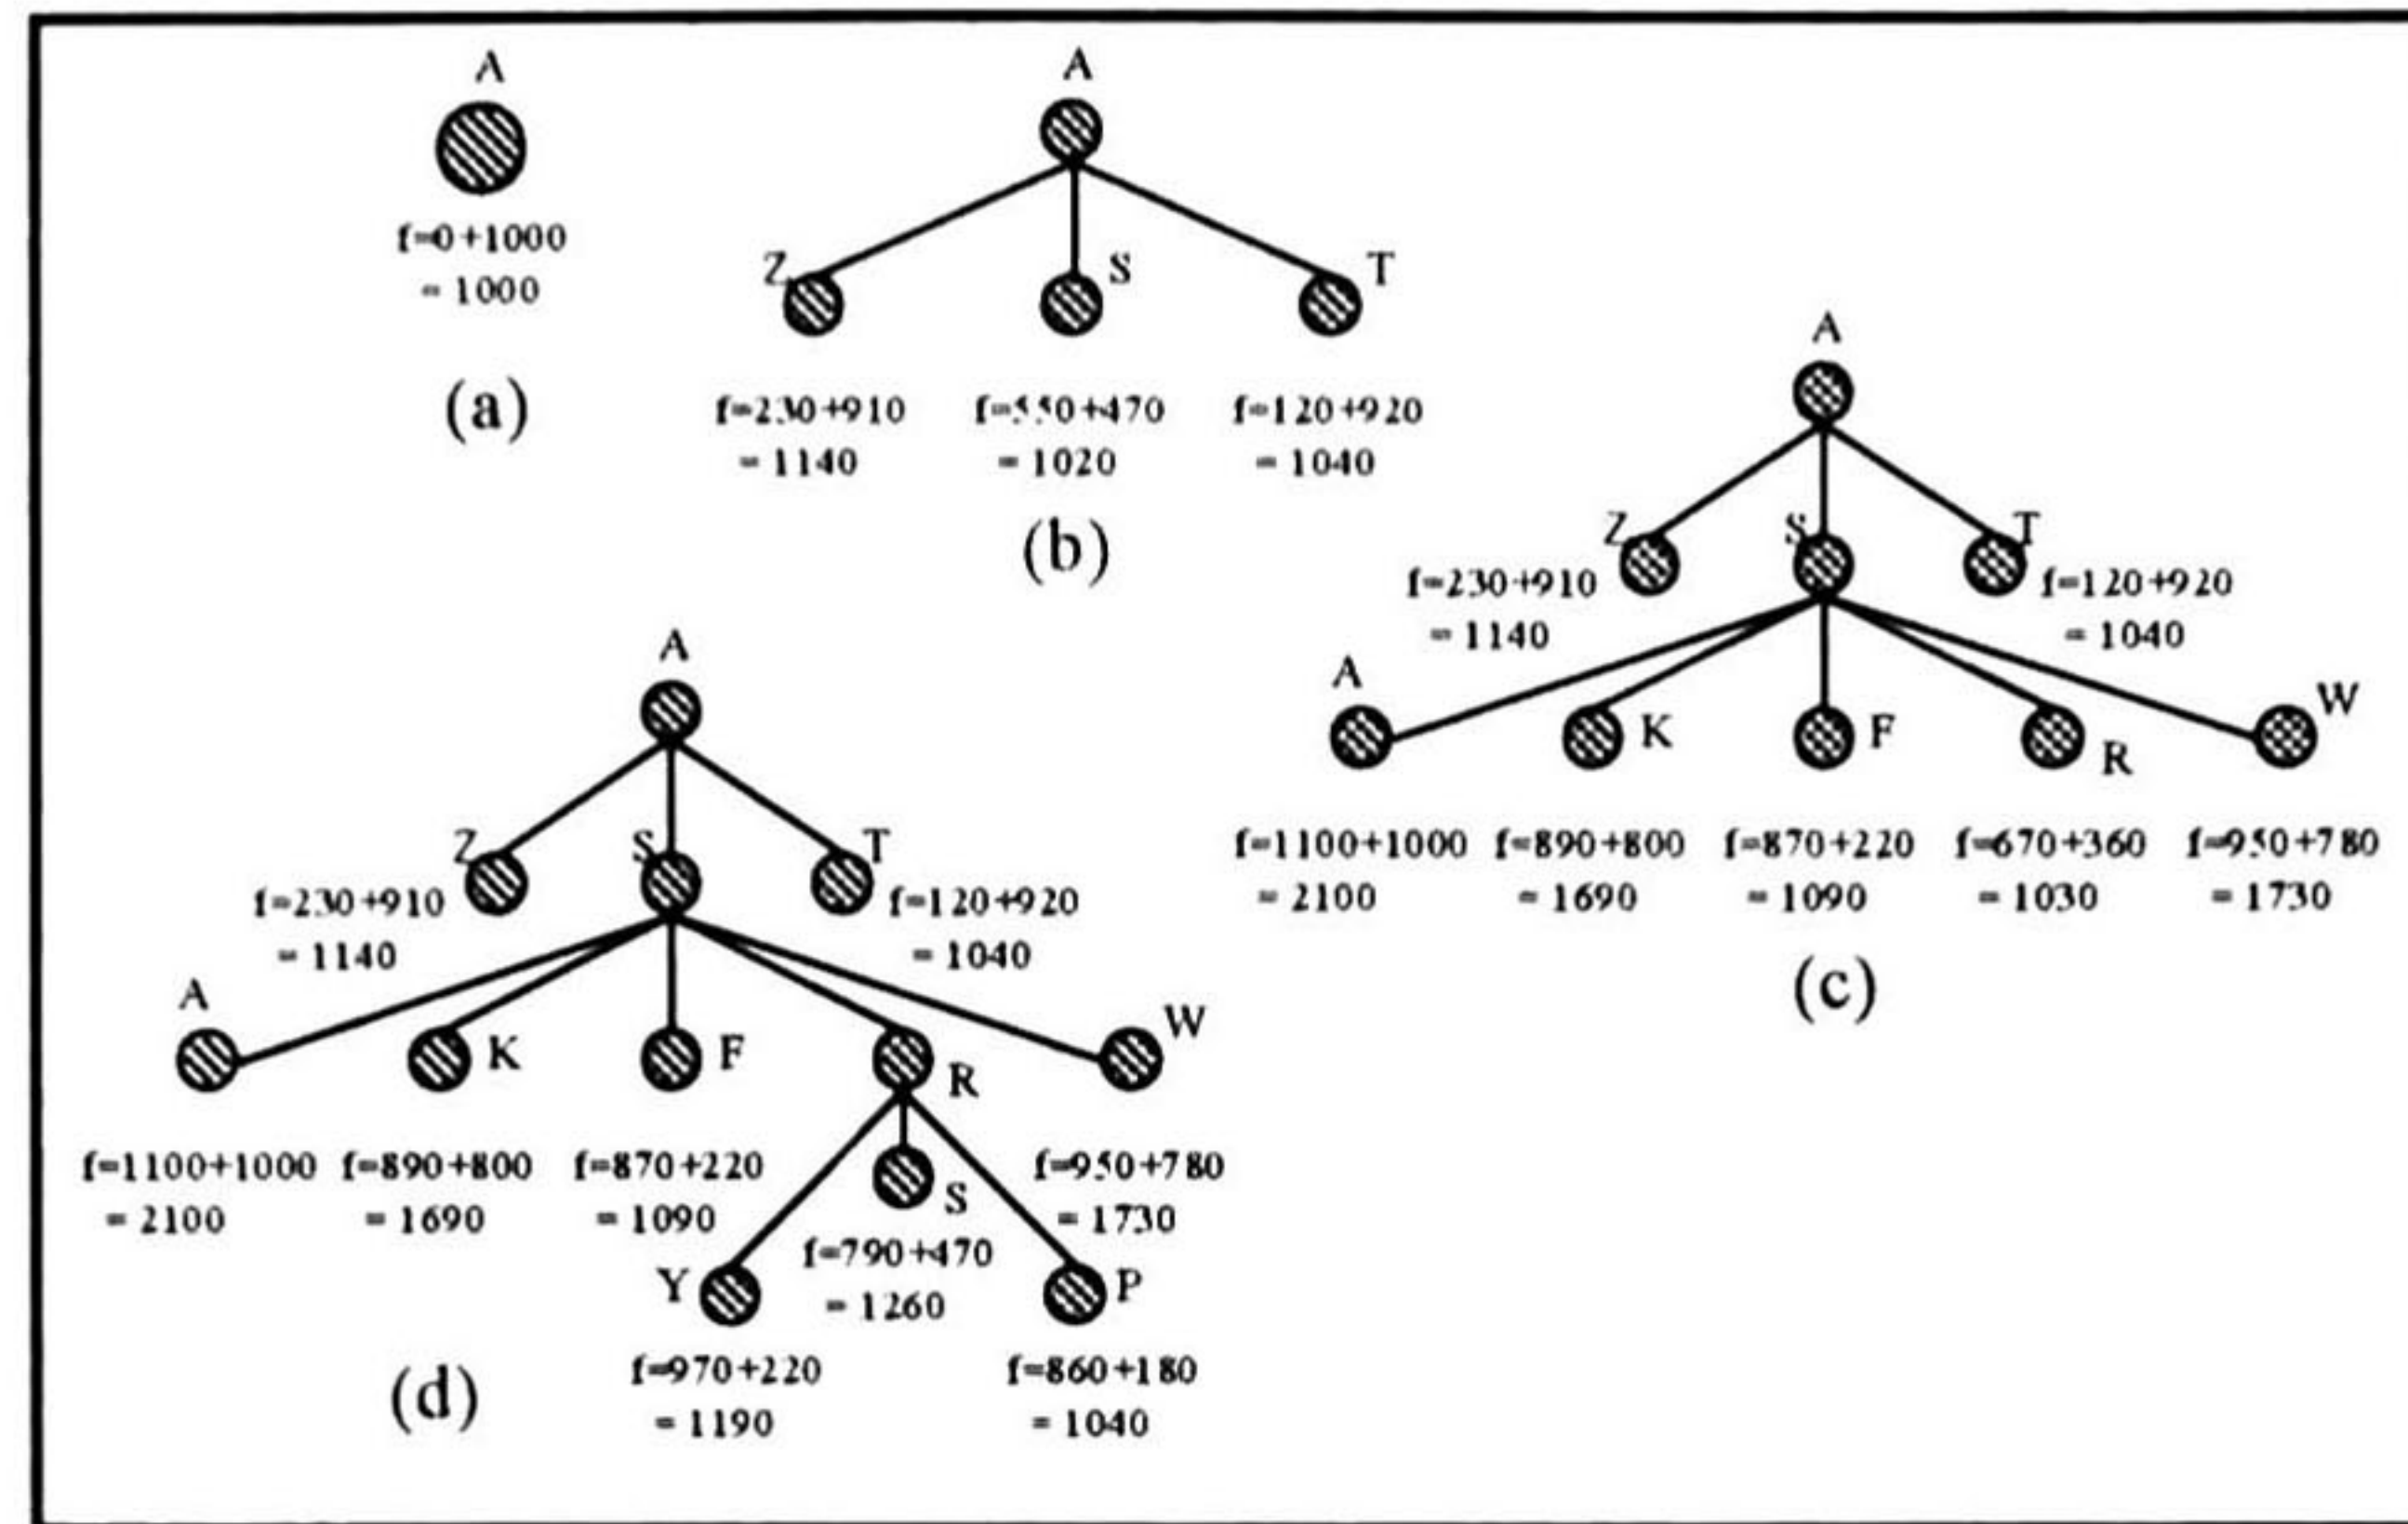 A
f=0+1000
= 1000
(a)
A
Z S T
f=230+910 f=550+470 f=120+920
= 1140 = 1020 = 1040
(b)
A
Z S T
f=230+910 f=120+920
= 1140 = 1040
A K F R W
f=1100+1000 f=890+800 f=870+220 f=670+360 f=950+780
= 2100 = 1690 = 1090 = 1030 = 1730
(c)
A
Z S T
f=230+910 f=120+920
= 1140 = 1040
A K F R W
f=1100+1000 f=890+800 f=870+220 f=950+780
= 2100 = 1690 = 1090 = 1730
S
f=790+470
= 1260
Y P
f=970+220 f=860+180
= 1190 = 1040
(d)